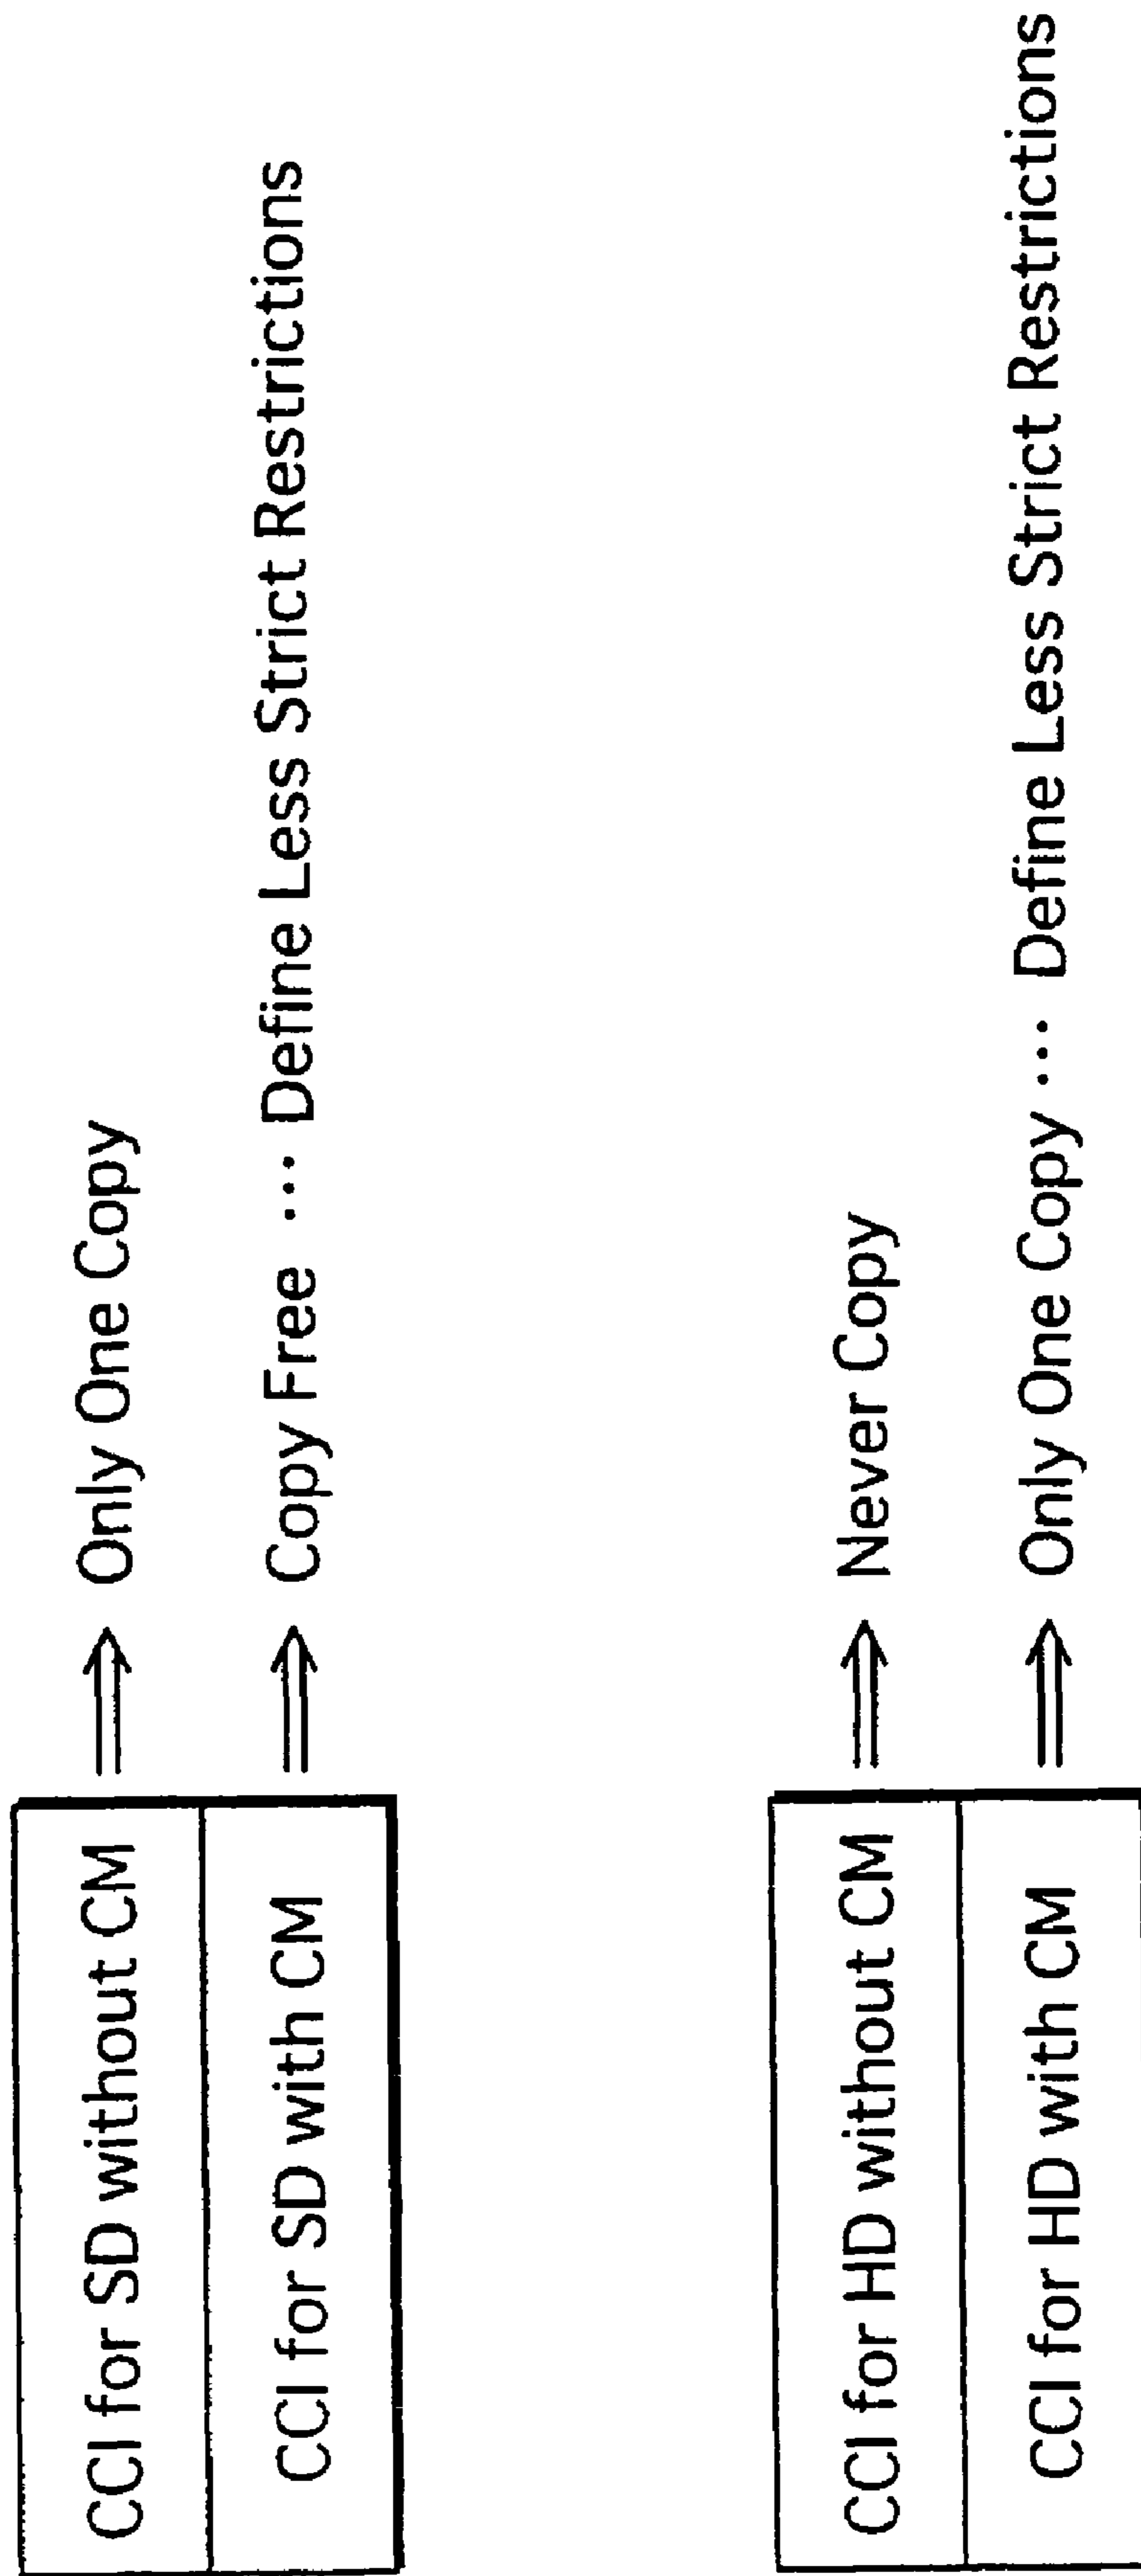 CCI for SD without CM ⇒ Only One Copy
CCI for SD with CM ⇒ Copy Free ... Define Less Strict Restrictions
CCI for HD without CM ⇒ Never Copy
CCI for HD with CM ⇒ Only One Copy ... Define Less Strict Restrictions